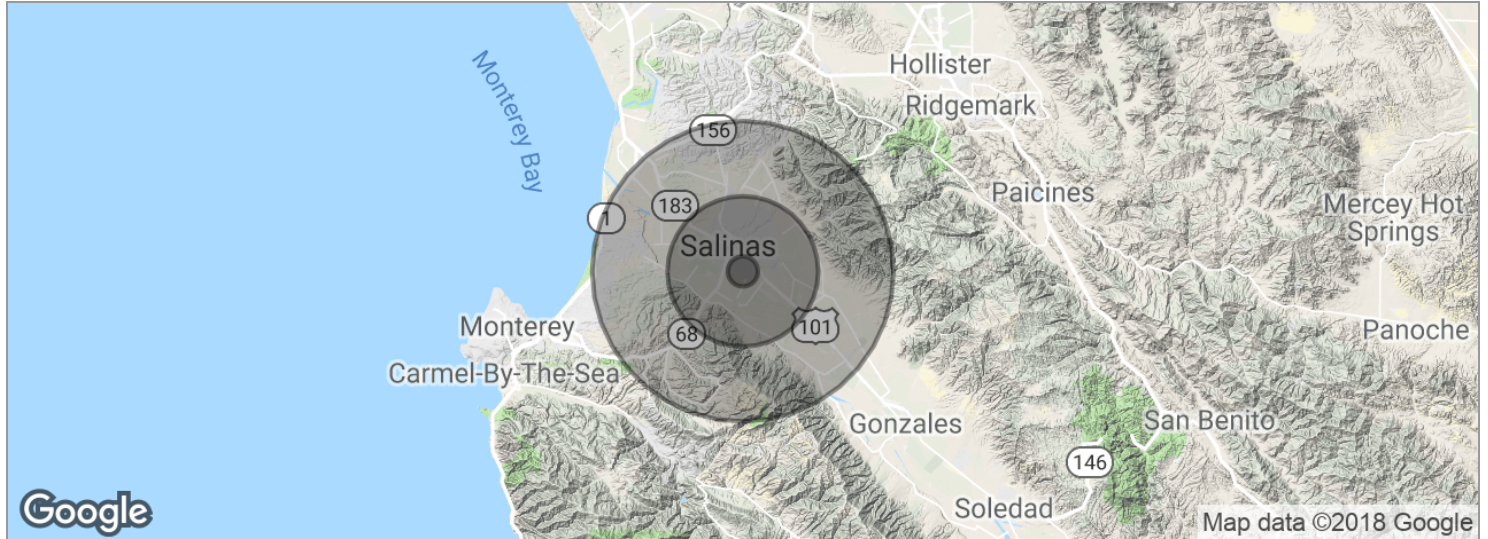 Hollister
Monterey Bay
Ridgemark
156
183
Paicines
1
Mercey Hot
Springs
Salinas
Monterey
68
101
Panoche
Carmel-By-The-Sea
Gonzales
San Benito
146
Soledad
Google
Map data ©2018 Google